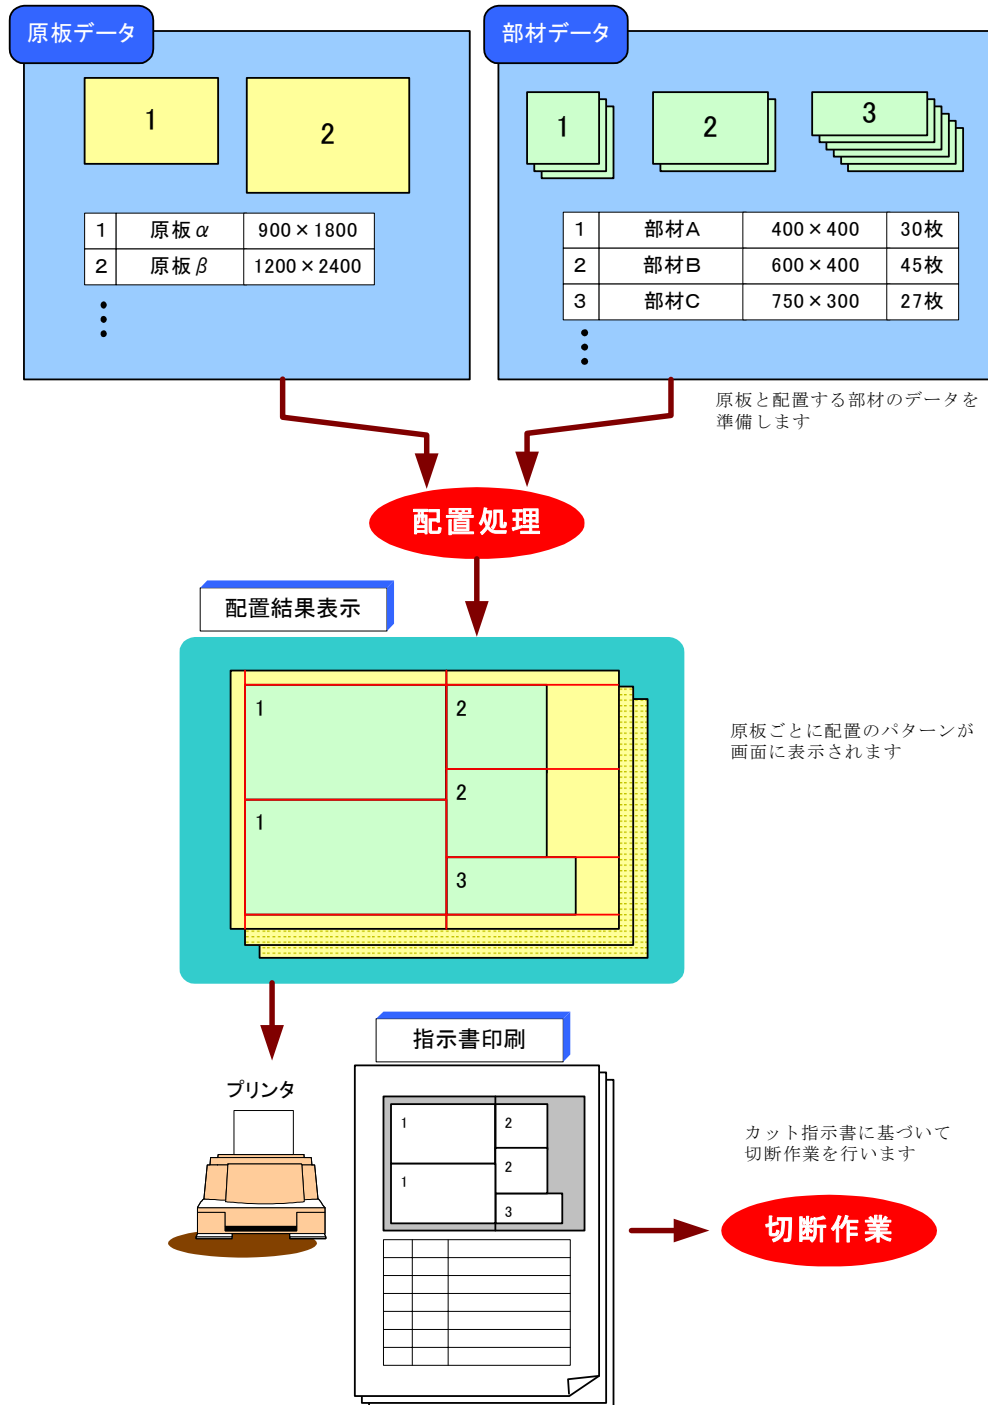 原板データ
1
2
1 原板α 900×1800
2 原板β 1200×2400
部材データ
1
2
3
1 部材A 400×400 30枚
2 部材B 600×400 45枚
3 部材C 750×300 27枚
原板と配置する部材のデータを
準備します
配置処理
配置結果表示
1
2
2
1
3
原板ごとに配置のパターンが
画面に表示されます
指示書印刷
プリンタ
1
2
2
1
3
カット指示書に基づいて
切断作業を行います
切断作業